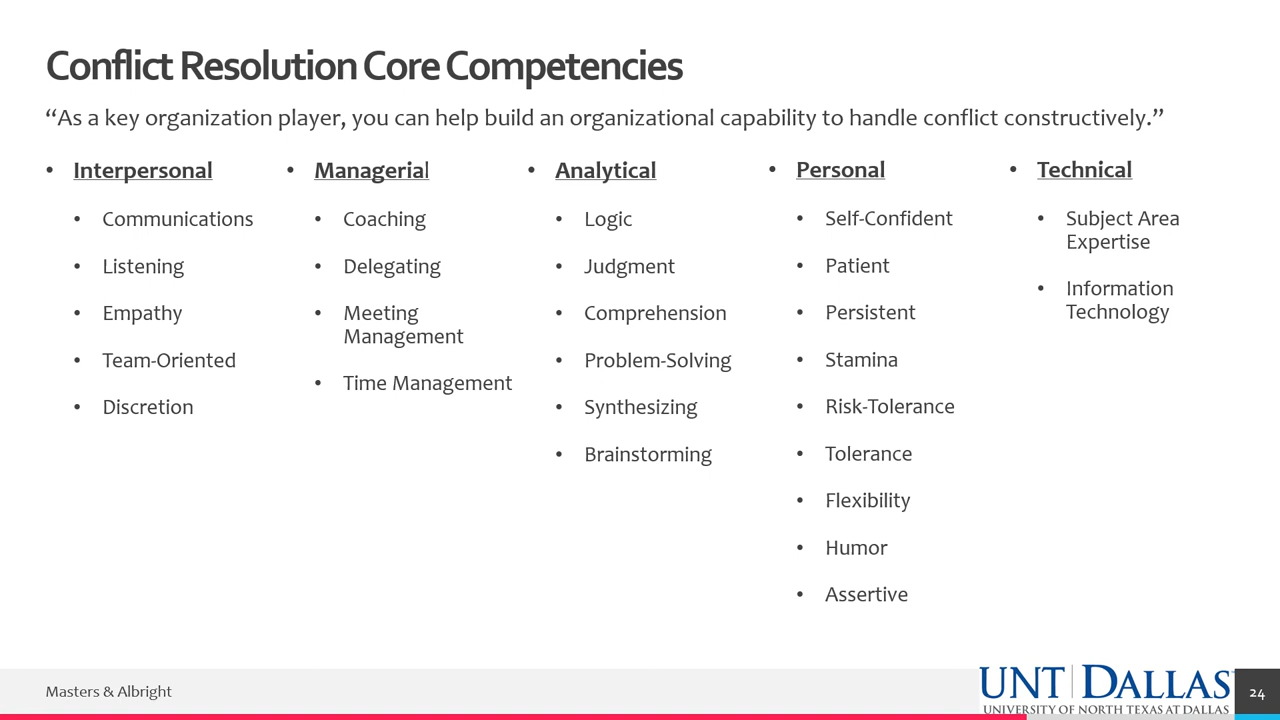 Conflict Resolution Core Competencies
“As a key organization player, you can help build an organizational capability to handle conflict constructively.”
• Interpersonal
• Communications
• Listening
• Empathy
• Team-Oriented
• Discretion
• Managerial
• Coaching
• Delegating
• Meeting
Management
• Time Management
• Analytical
• Logic
• Judgment
• Comprehension
• Problem-Solving
• Synthesizing
• Brainstorming
• Personal
• Self-Confident
• Patient
• Persistent
• Stamina
• Risk-Tolerance
• Tolerance
• Flexibility
• Humor
• Assertive
• Technical
• Subject Area
Expertise
• Information
Technology
Masters & Albright
UNT DALLAS
UNIVERSITY OF NORTH TEXAS AT DALLAS
24